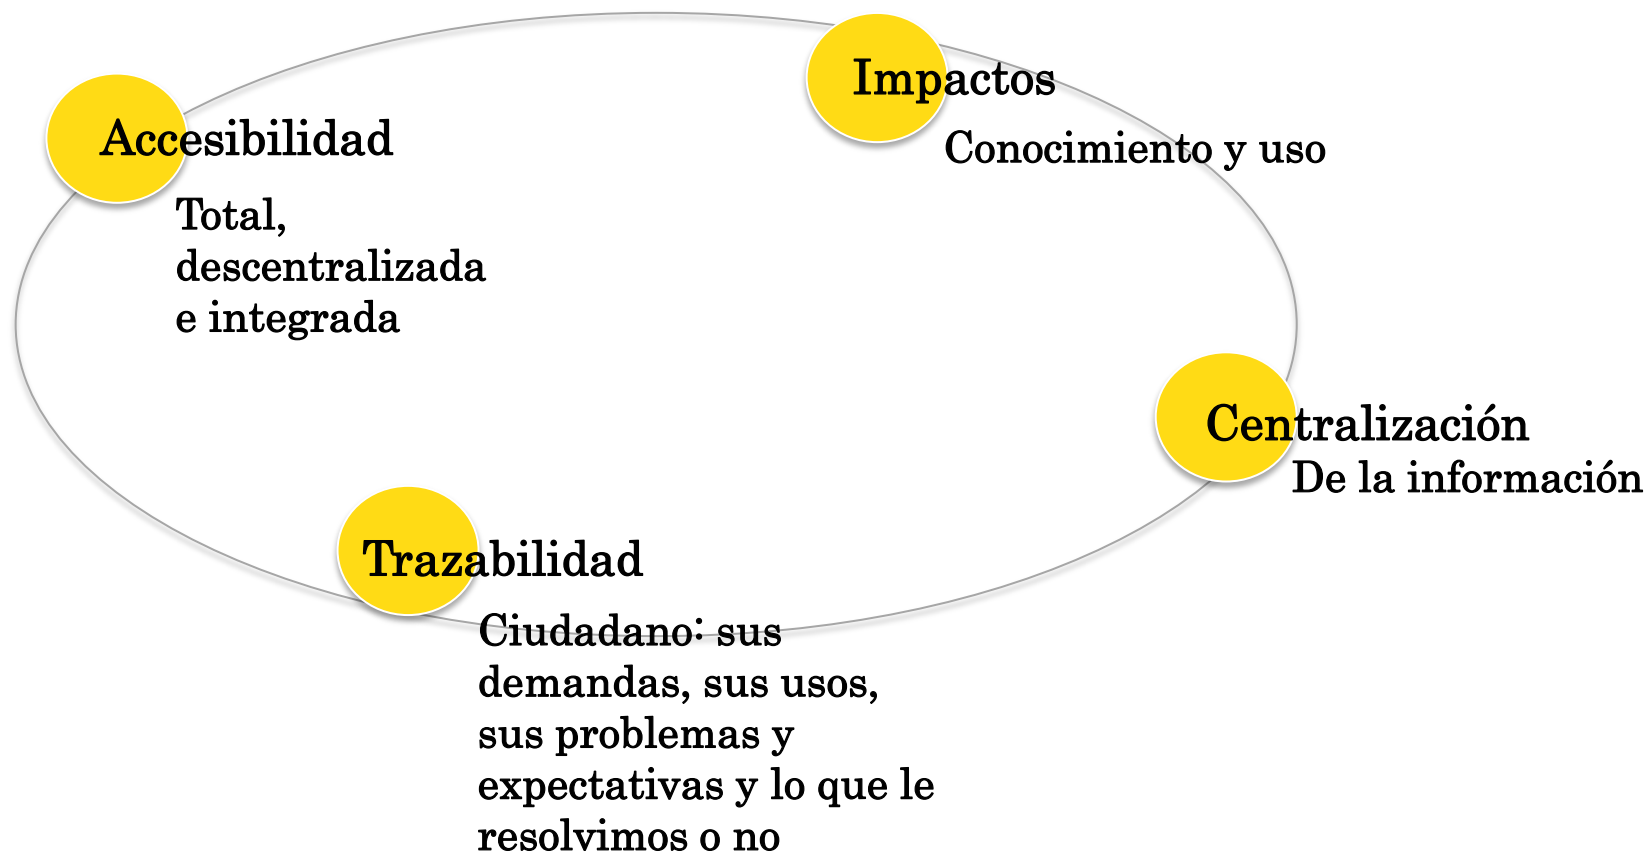 Accesibilidad
Total,
descentralizada
e integrada
Impactos
Conocimiento y uso
Centralización
De la información
Trazabilidad
Ciudadano: sus
demandas, sus usos,
sus problemas y
expectativas y lo que le
resolvimos o no